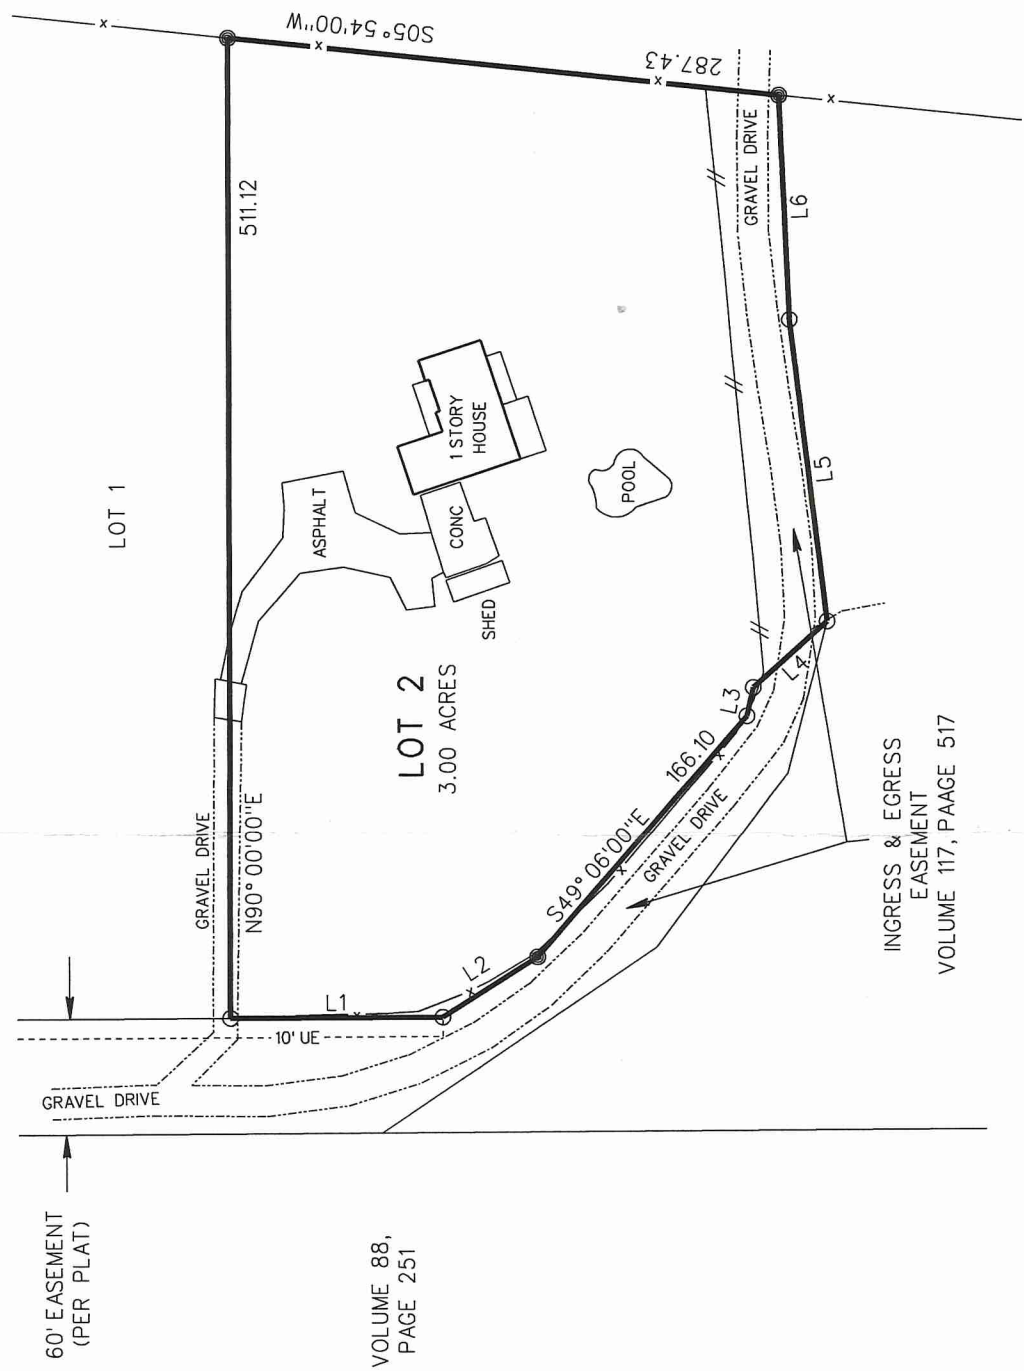 LOT 1
511.12
S05°54'00"W
287.43
GRAVEL DRIVE
N90°00'00"E
ASPHALT
1 STORY
HOUSE
CONC
SHED
POOL
LOT 2
3.00 ACRES
GRAVEL DRIVE
L6
L5
L4
L3
166.10
S49°06'00"E
GRAVEL DRIVE
L2
L1
10' UE
GRAVEL DRIVE
60' EASEMENT
(PER PLAT)
VOLUME 88,
PAGE 251
INGRESS & EGRESS
EASEMENT
VOLUME 117, PAAGE 517